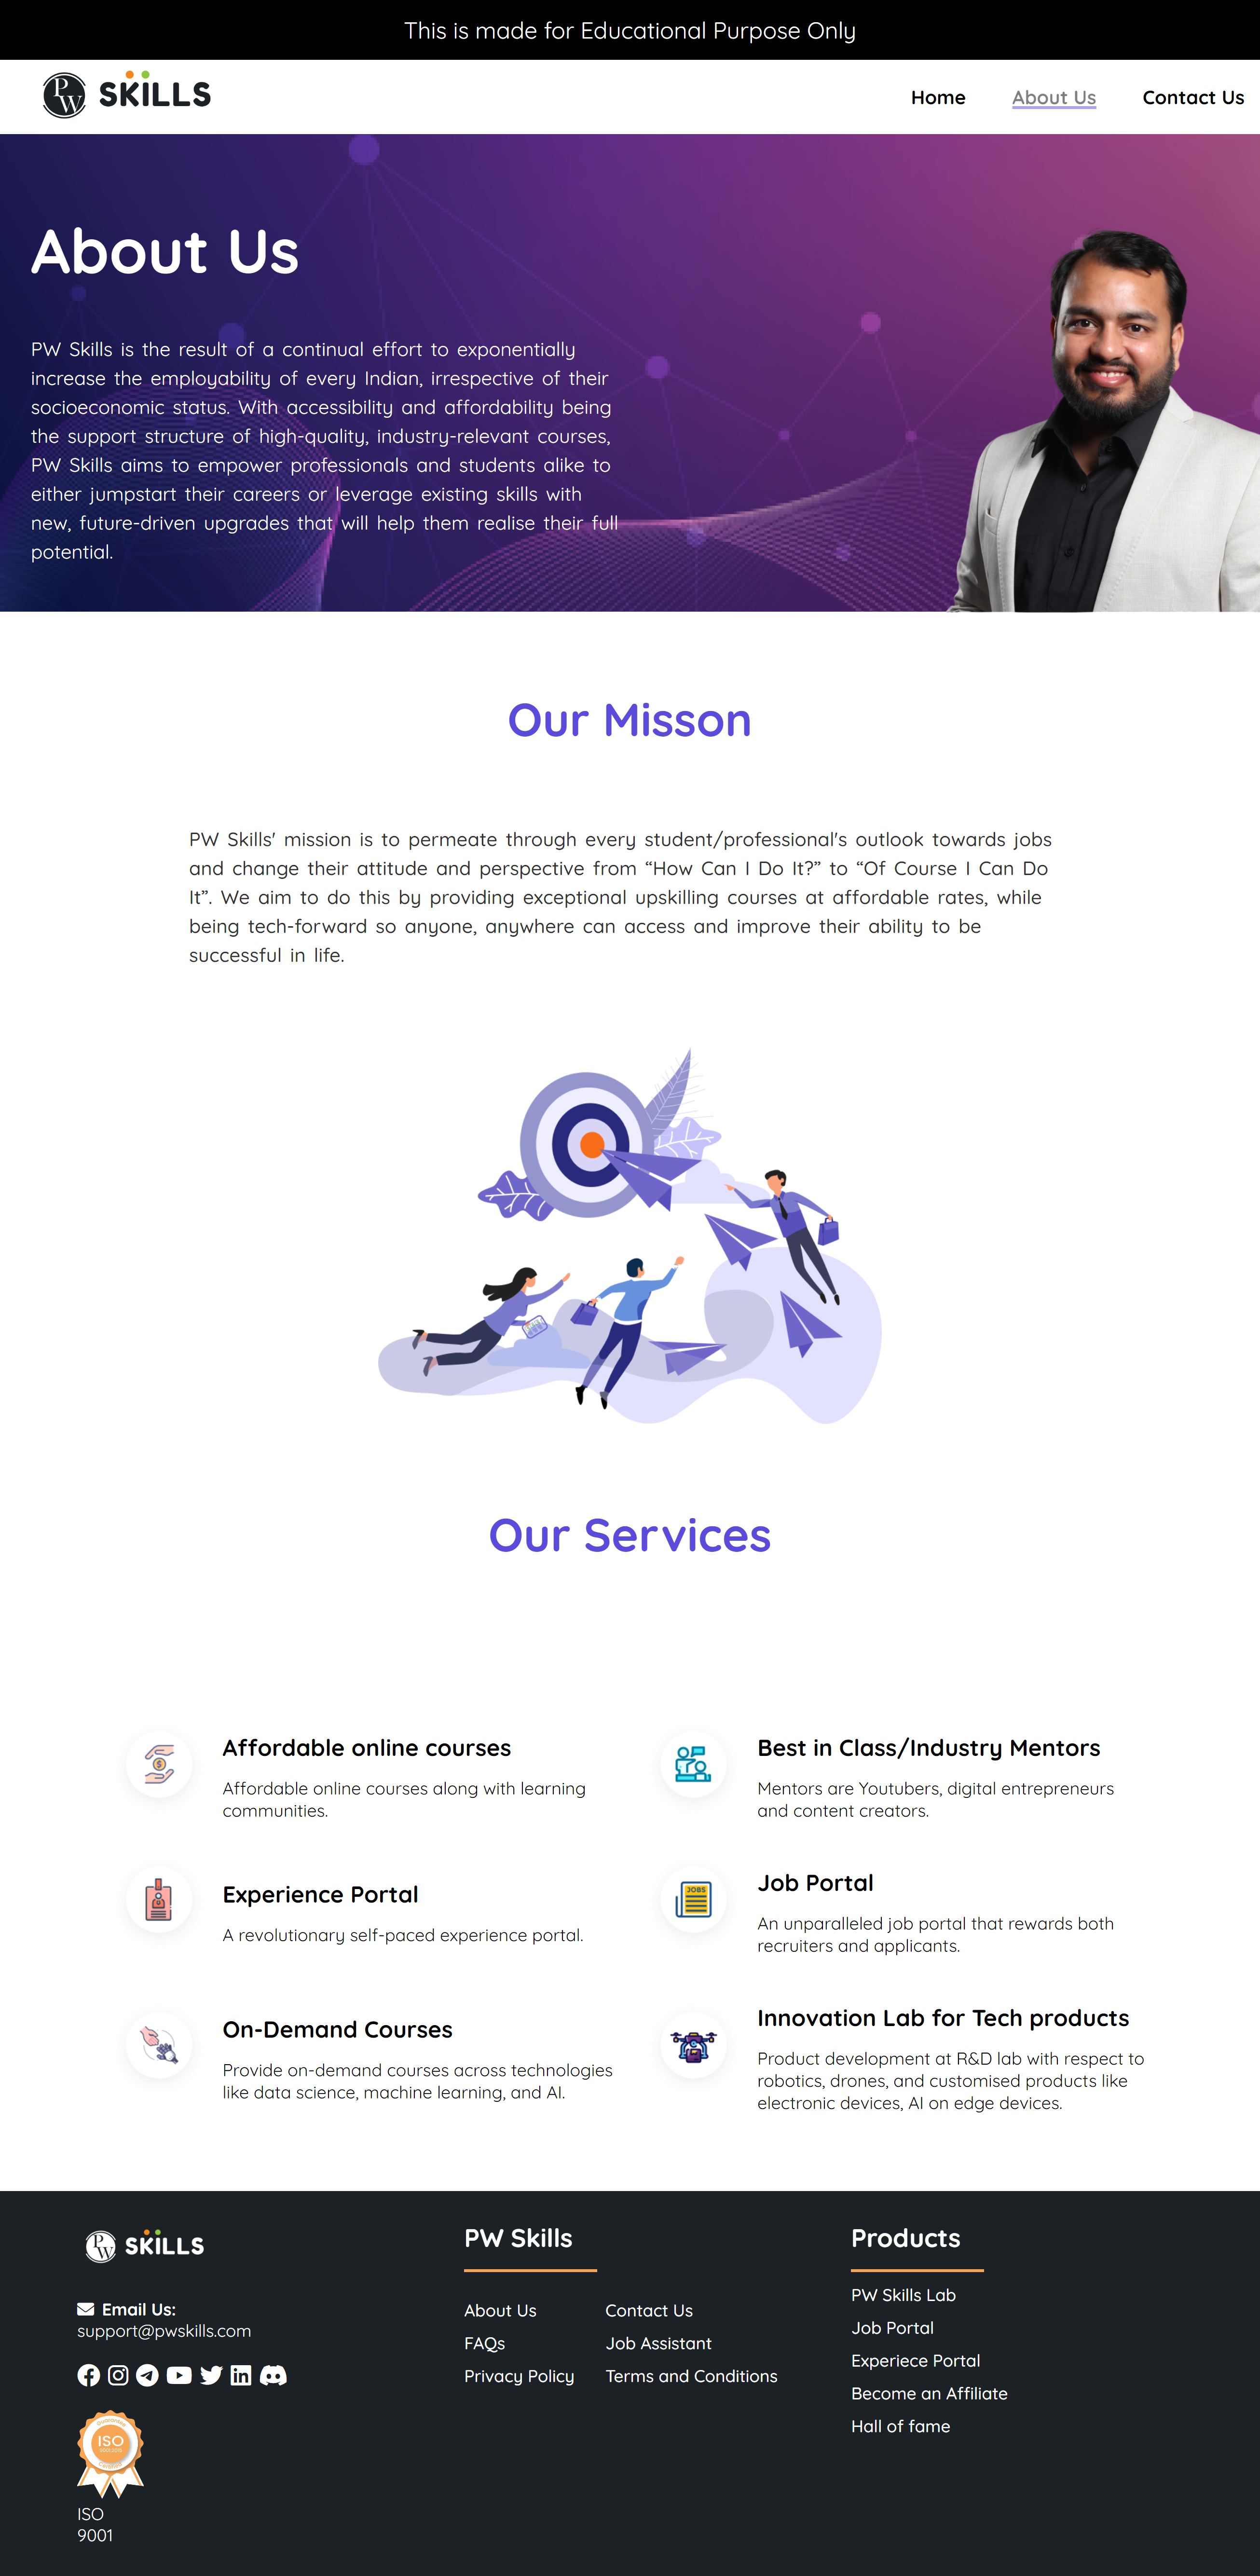 This is made for Educational Purpose Only
PW SKILLS
Home About Us Contact Us
About Us
PW Skills is the result of a continual effort to exponentially
increase the employability of every Indian, irrespective of their
socioeconomic status. With accessibility and affordability being
the support structure of high-quality, industry-relevant courses,
PW Skills aims to empower professionals and students alike to
either jumpstart their careers or leverage existing skills with
new, future-driven upgrades that will help them realise their full
potential.
Our Misson
PW Skills' mission is to permeate through every student/professional's outlook towards jobs
and change their attitude and perspective from “How Can I Do It?” to “Of Course I Can Do
It”. We aim to do this by providing exceptional upskilling courses at affordable rates, while
being tech-forward so anyone, anywhere can access and improve their ability to be
successful in life.
Our Services
Affordable online courses
Affordable online courses along with learning
communities.
Best in Class/Industry Mentors
Mentors are Youtubers, digital entrepreneurs
and content creators.
Experience Portal
A revolutionary self-paced experience portal.
JOBS
Job Portal
An unparalleled job portal that rewards both
recruiters and applicants.
On-Demand Courses
Provide on-demand courses across technologies
like data science, machine learning, and AI.
Innovation Lab for Tech products
Product development at R&D lab with respect to
robotics, drones, and customised products like
electronic devices, AI on edge devices.
PW SKILLS
Email Us:
support@pwskills.com
ISO
ISO
9001
PW Skills
About Us Contact Us
FAQs Job Assistant
Privacy Policy Terms and Conditions
Products
PW Skills Lab
Job Portal
Experiece Portal
Become an Affiliate
Hall of fame